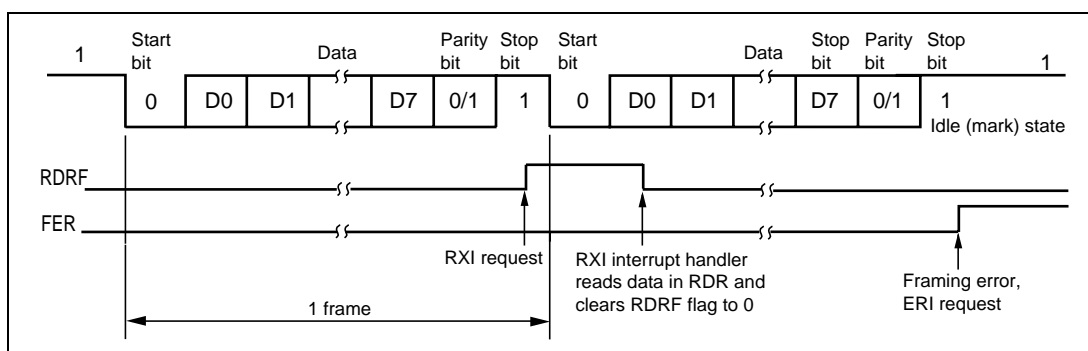 1
Start bit
Data
Parity bit
Stop bit
Start bit
Data
Stop bit
Parity bit
Stop bit
1
0
D0
D1
D7
0/1
1
0
D0
D1
D7
0/1
1
Idle (mark) state
RDRF
FER
RXI request
RXI interrupt handler
reads data in RDR and
clears RDRF flag to 0
Framing error,
ERI request
1 frame